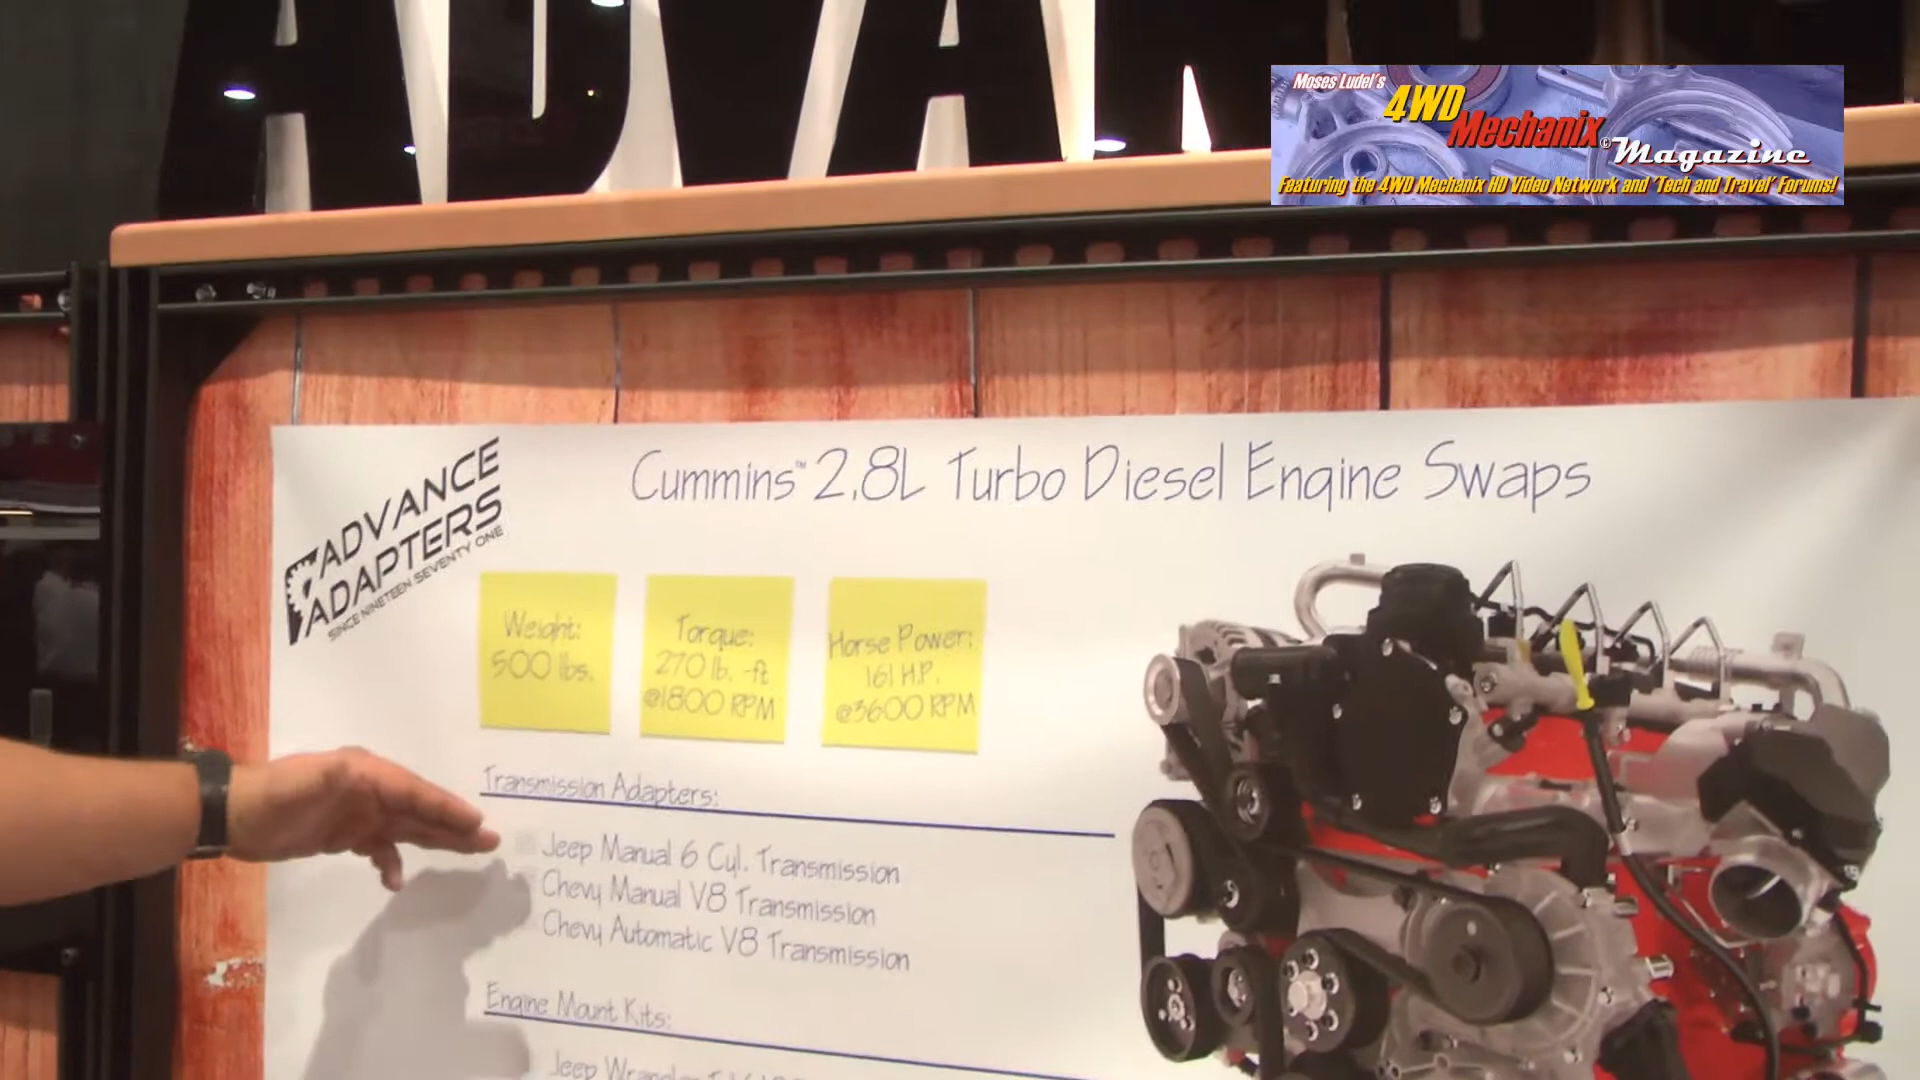 ADVAN
Moses Ludel's
4WD
Mechanix
© Magazine
Featuring the 4WD Mechanix HD Video Network and 'Tech and Travel' Forums!
ADVANCE
ADAPTERS
SINCE NINETEEN SEVENTY ONE
Cummins™ 2.8L Turbo Diesel Engine Swaps
Weight:
500 lbs.
Torque:
270 lb. -ft
@1800 RPM
Horse Power:
161 H.P.
@3600 RPM
Transmission Adapters:
Jeep Manual 6 Cyl. Transmission
Chevy Manual V8 Transmission
Chevy Automatic V8 Transmission
Engine Mount Kits:
Jeep Wrangler